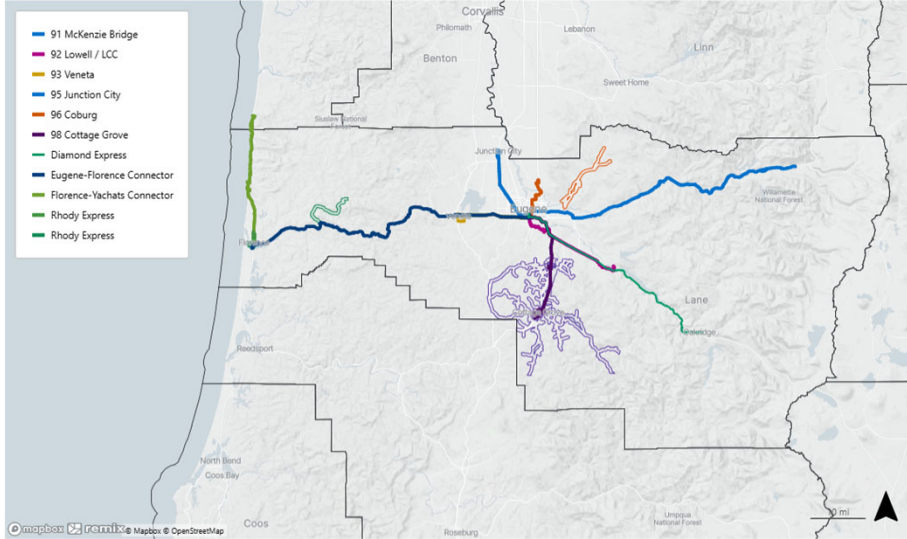 91 McKenzie Bridge
92 Lowell / LCC
93 Veneta
95 Junction City
96 Coburg
98 Cottage Grove
Diamond Express
Eugene-Florence Connector
Florence-Yachats Connector
Rhody Express
Rhody Express
Corvallis
Philomath
Lebanon
Benton
Linn
Sweet Home
Siuslaw National
Junction City
Willamette
National Forest
Eugene
Lane
Oakridge
Reedsport
North Bend
Coos Bay
Coos
Roseburg
Umpqua
National Forest
10 mi
mapbox remix © Mapbox © OpenStreetMap